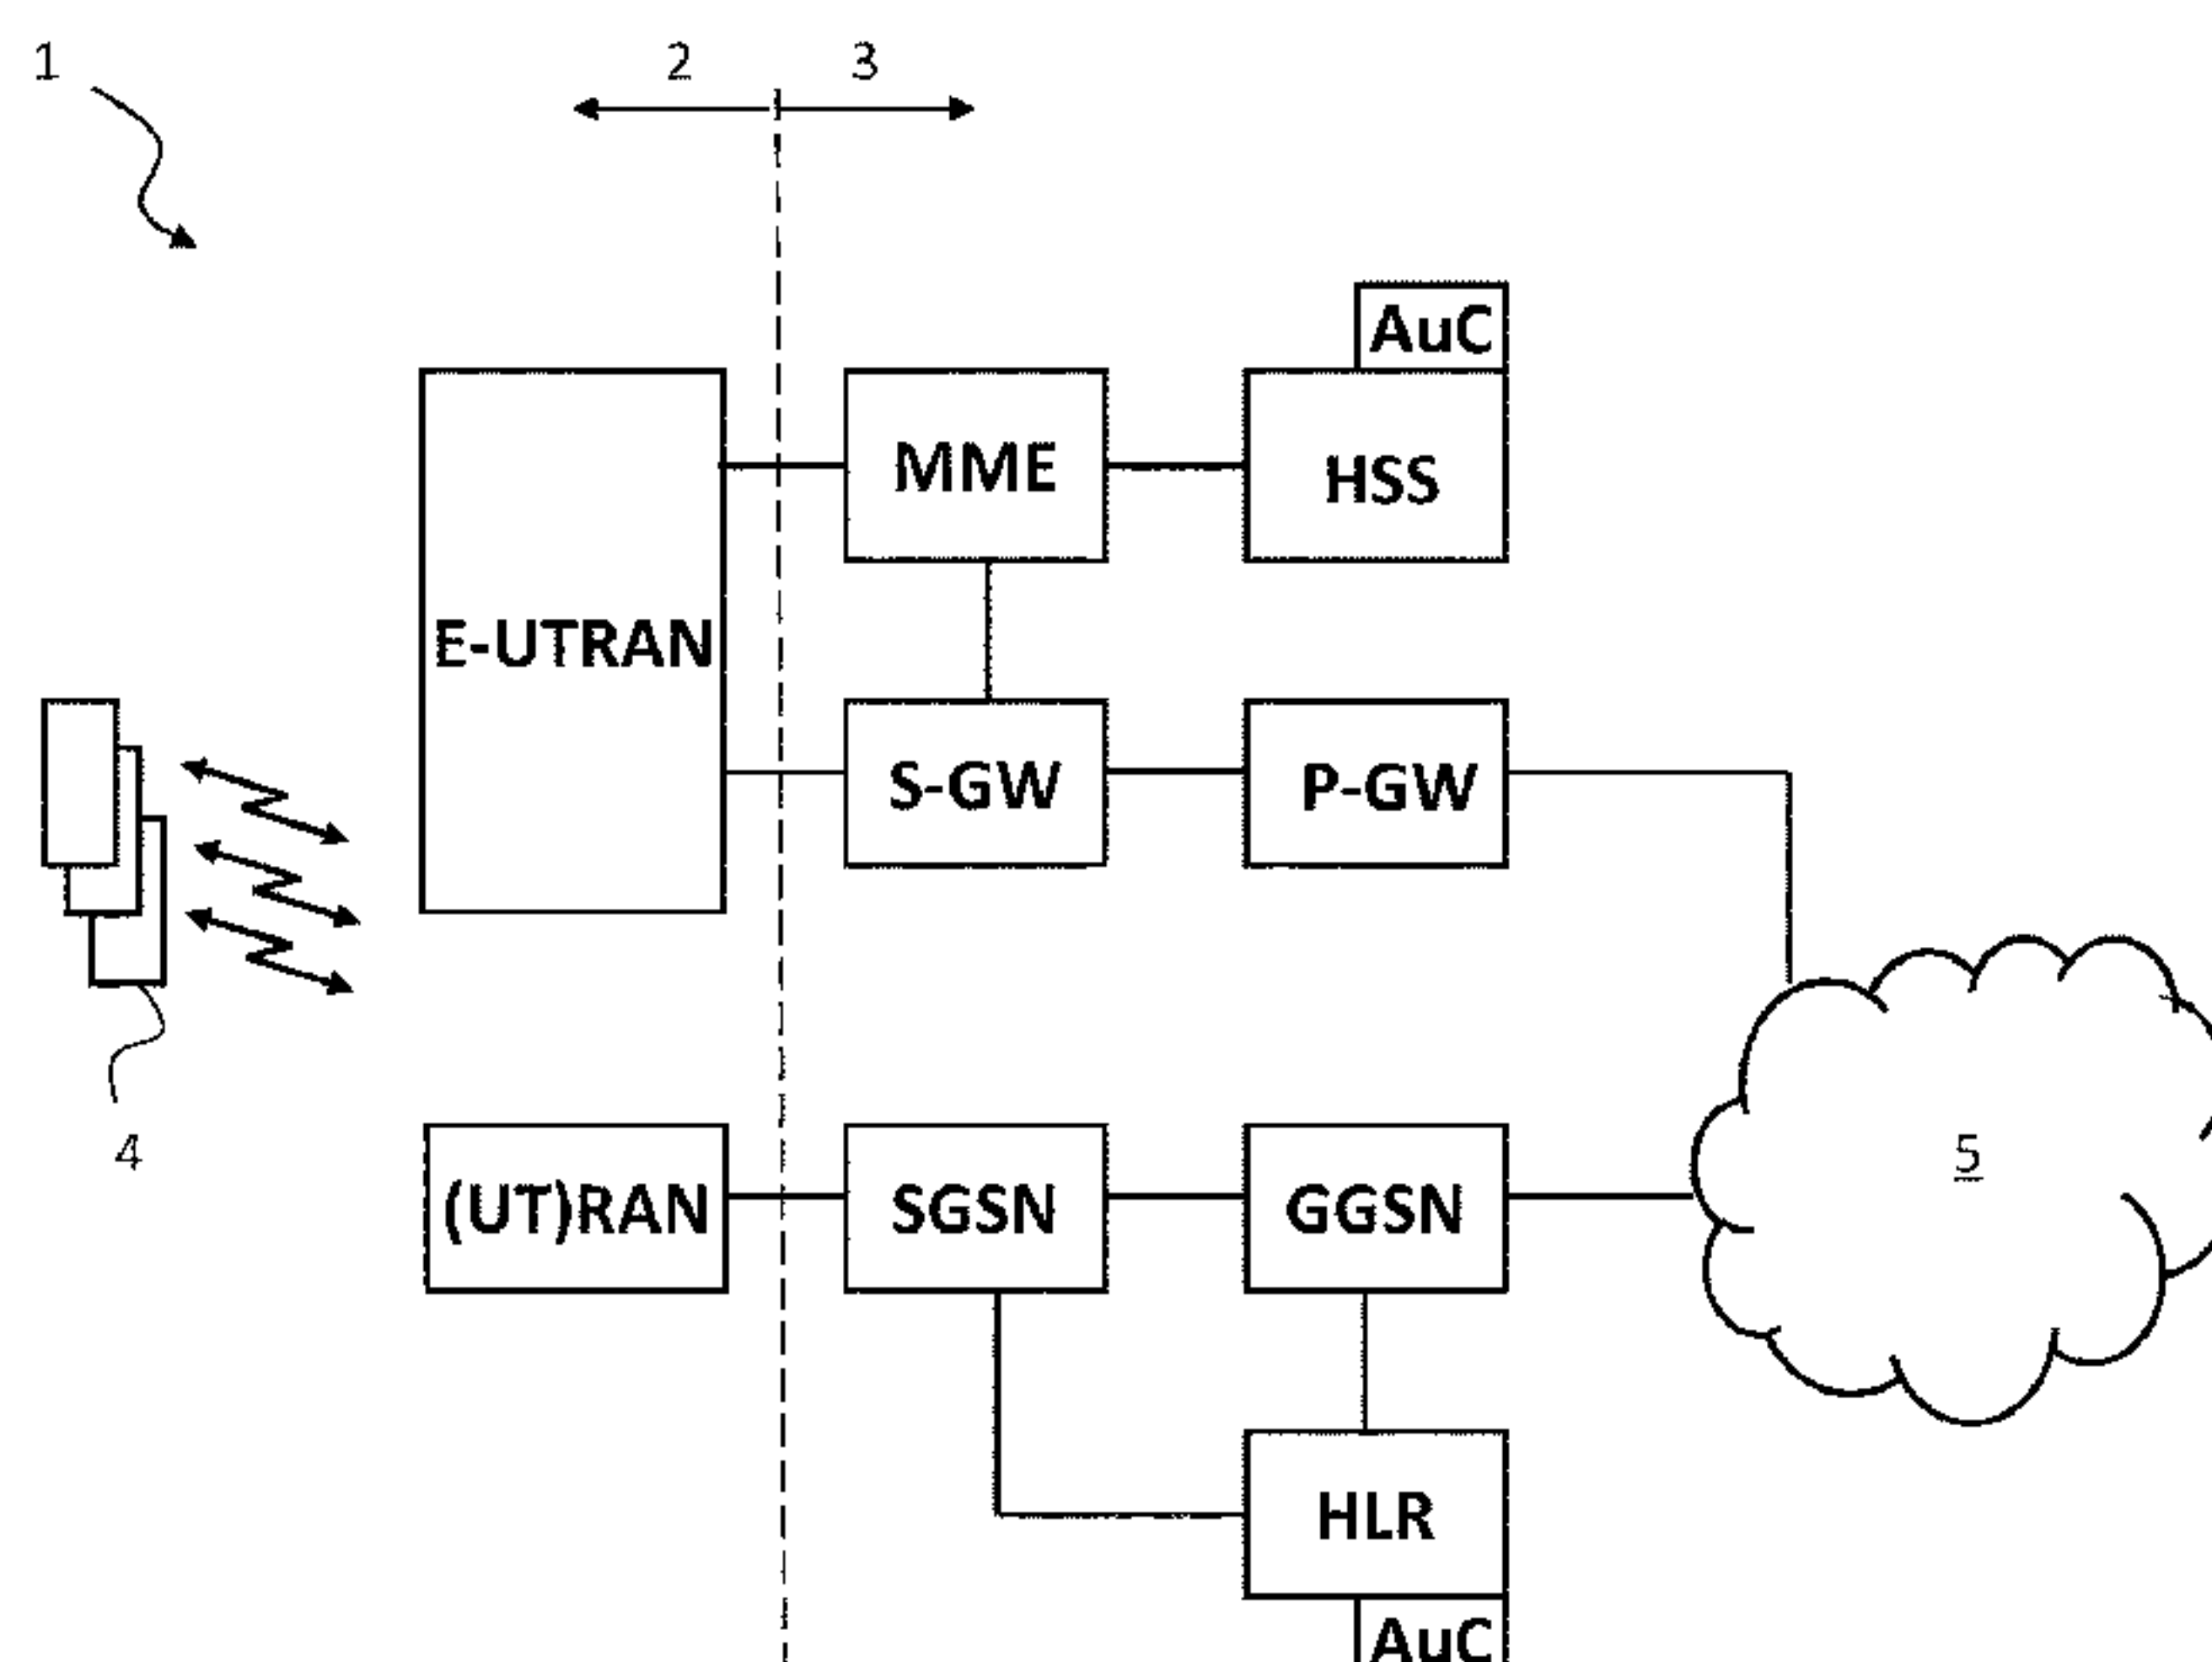 1
2
3
AuC
MME
HSS
E-UTRAN
S-GW
P-GW
4
5
(UT)RAN
SGSN
GGSN
HLR
AuC